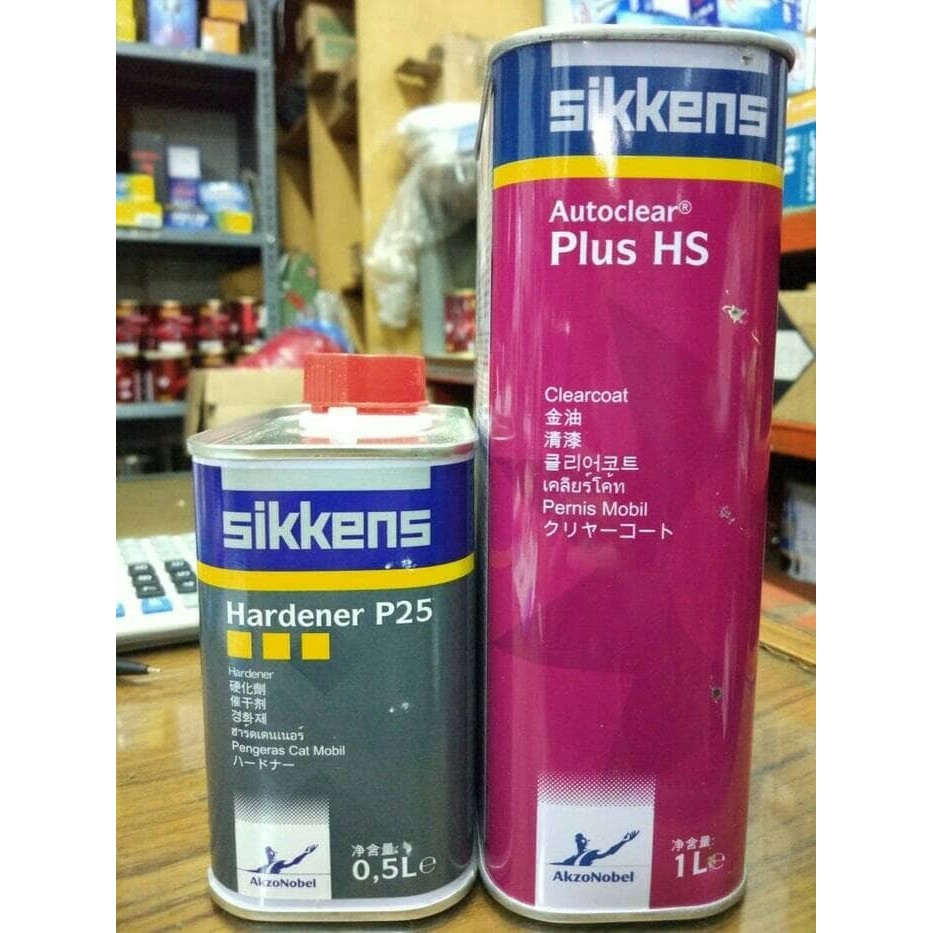 sikkens
Autoclear®
Plus HS
Clearcoat
金油
清漆
클리어코트
เคลียร์โค้ท
Pernis Mobil
クリヤーコート
AkzoNobel
净含量:
1L℮
sikkens
Hardener P25
Hardener
硬化劑
催干剂
경화제
ฮาร์ดเดนเนอร์
Pengeras Cat Mobil
ハードナー
AkzoNobel
净含量:
0,5L℮